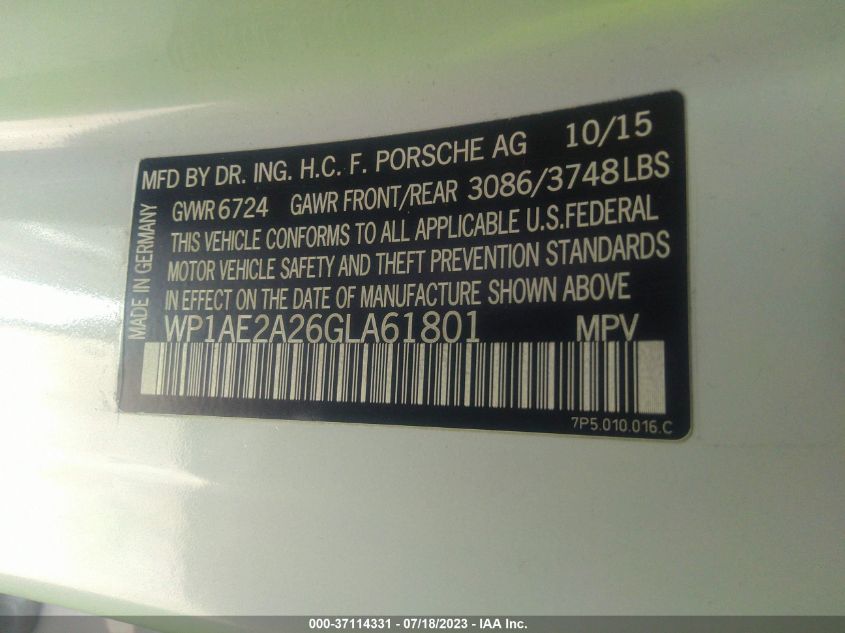 MFD BY DR. ING. H.C. F. PORSCHE AG 10/15
GVWR 6724 GAWR FRONT/REAR 3086/3748 LBS
THIS VEHICLE CONFORMS TO ALL APPLICABLE U.S.FEDERAL
MOTOR VEHICLE SAFETY AND THEFT PREVENTION STANDARDS
IN EFFECT ON THE DATE OF MANUFACTURE SHOWN ABOVE
WP1AE2A26GLA61801 MPV
MADE IN GERMANY
7P5.010.016.C
000-37114331 - 07/18/2023 - IAA Inc.